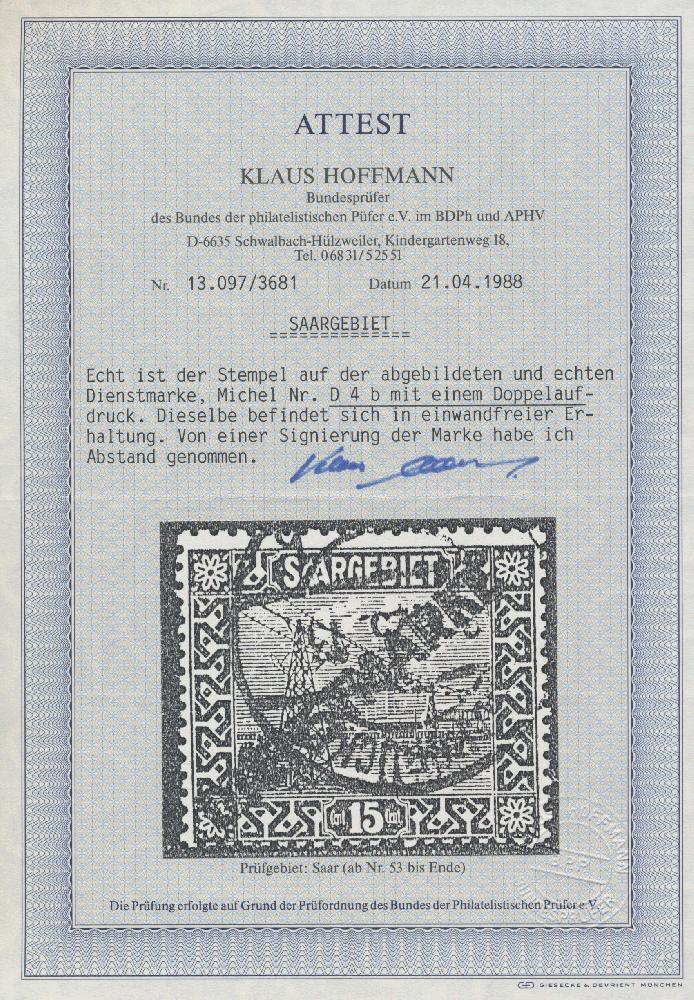 ATTEST
KLAUS HOFFMANN
Bundesprüfer
des Bundes der philatelistischen Püfer e.V. im BDPh und APHV
D-6635 Schwalbach-Hülzweiler, Kindergartenweg 18,
Tel. 06831/52551
Nr. 13.097/3681 Datum 21.04.1988
SAARGEBIET
Echt ist der Stempel auf der abgebildeten und echten
Dienstmarke, Michel Nr. D 4 b mit einem Doppelauf-
druck. Dieselbe befindet sich in einwandfreier Er-
haltung. Von einer Signierung der Marke habe ich
Abstand genommen.
SAARGEBIET
15
Prüfgebiet: Saar (ab Nr. 53 bis Ende)
HOFFMANN
Die Prüfung erfolgte auf Grund der Prüfordnung des Bundes der Philatelistischen Prüfer e.V.
GIESECKE & DEVRIENT MÜNCHEN